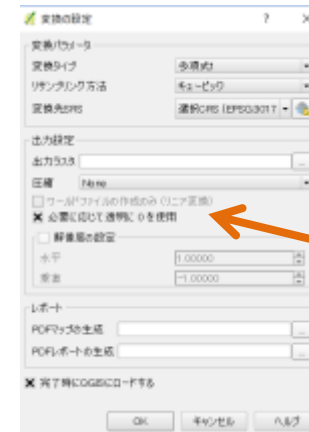 変換の設定
変換パラメータ
変換タイプ 多項式1
リサンプリング方法 キュービック
変換先SRS 選択CRS (EPSG:3017
出力設定
出力ラスタ
圧縮 None
ワールドファイルの作成のみ (リニア変換)
必要に応じて透明に 0 を使用
解像度の設定
水平 1.00000
垂直 -1.00000
レポート
PDFマップの生成
PDFレポートの生成
完了時にQGISにロードする
OK キャンセル ヘルプ